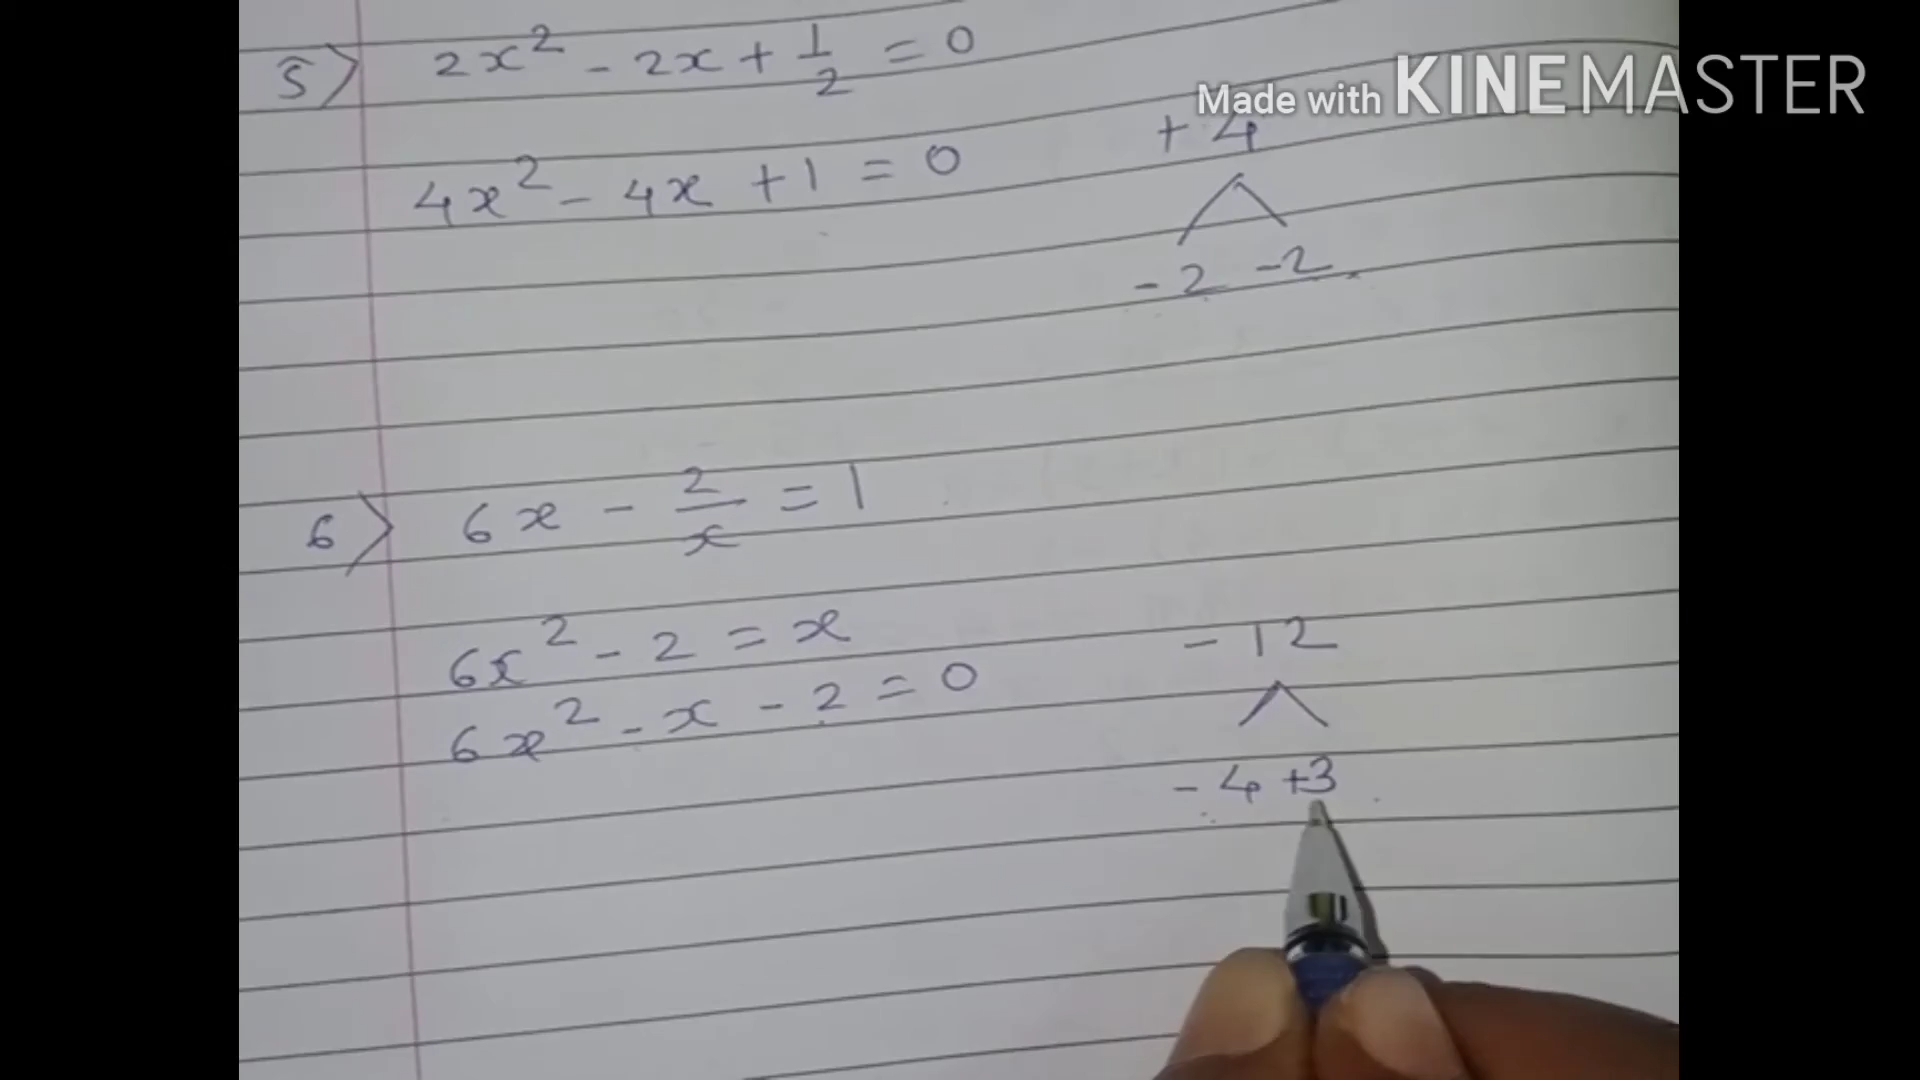 Made with KINEMASTER
5) 2x² - 2x + 1/2 = 0
4x² - 4x + 1 = 0
+ 4
- 2 -2
6) 6x - 2/x = 1
6x² - 2 = x
6x² - x - 2 = 0
- 12
- 4 +3